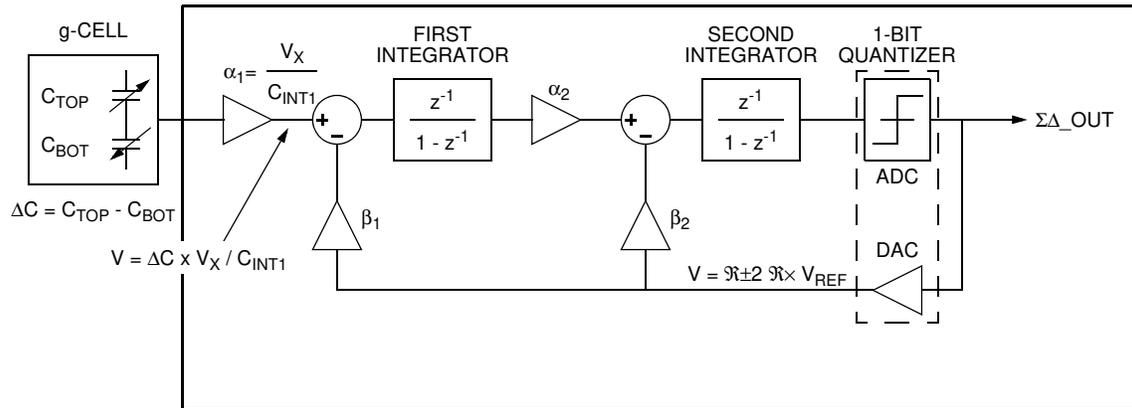 g-CELL
C_TOP
C_BOT
ΔC = C_TOP - C_BOT
α₁=
V_X
C_INT1
V = ΔC x V_X / C_INT1
+
−
β₁
FIRST
INTEGRATOR
z⁻¹
1 - z⁻¹
α₂
+
−
β₂
SECOND
INTEGRATOR
z⁻¹
1 - z⁻¹
1-BIT
QUANTIZER
ADC
DAC
V = ℜ±2 ℜ× V_REF
ΣΔ_OUT